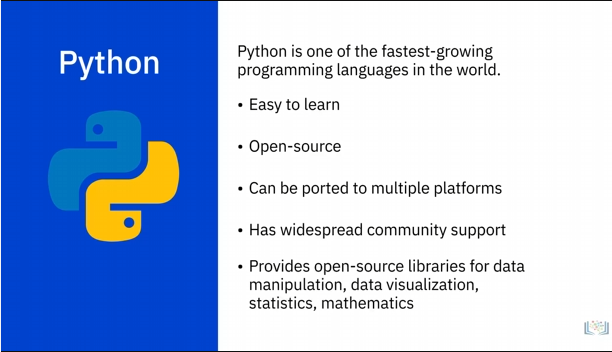 Python
Python is one of the fastest-growing
programming languages in the world.
• Easy to learn
• Open-source
• Can be ported to multiple platforms
• Has widespread community support
• Provides open-source libraries for data
manipulation, data visualization,
statistics, mathematics